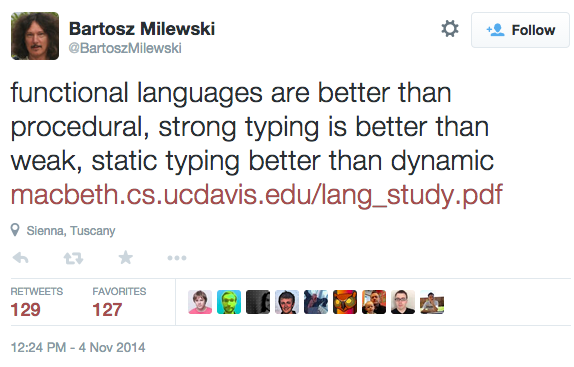 Bartosz Milewski
@BartoszMilewski
Follow
functional languages are better than
procedural, strong typing is better than
weak, static typing better than dynamic
macbeth.cs.ucdavis.edu/lang_study.pdf
Sienna, Tuscany
RETWEETS FAVORITES
129 127
12:24 PM - 4 Nov 2014